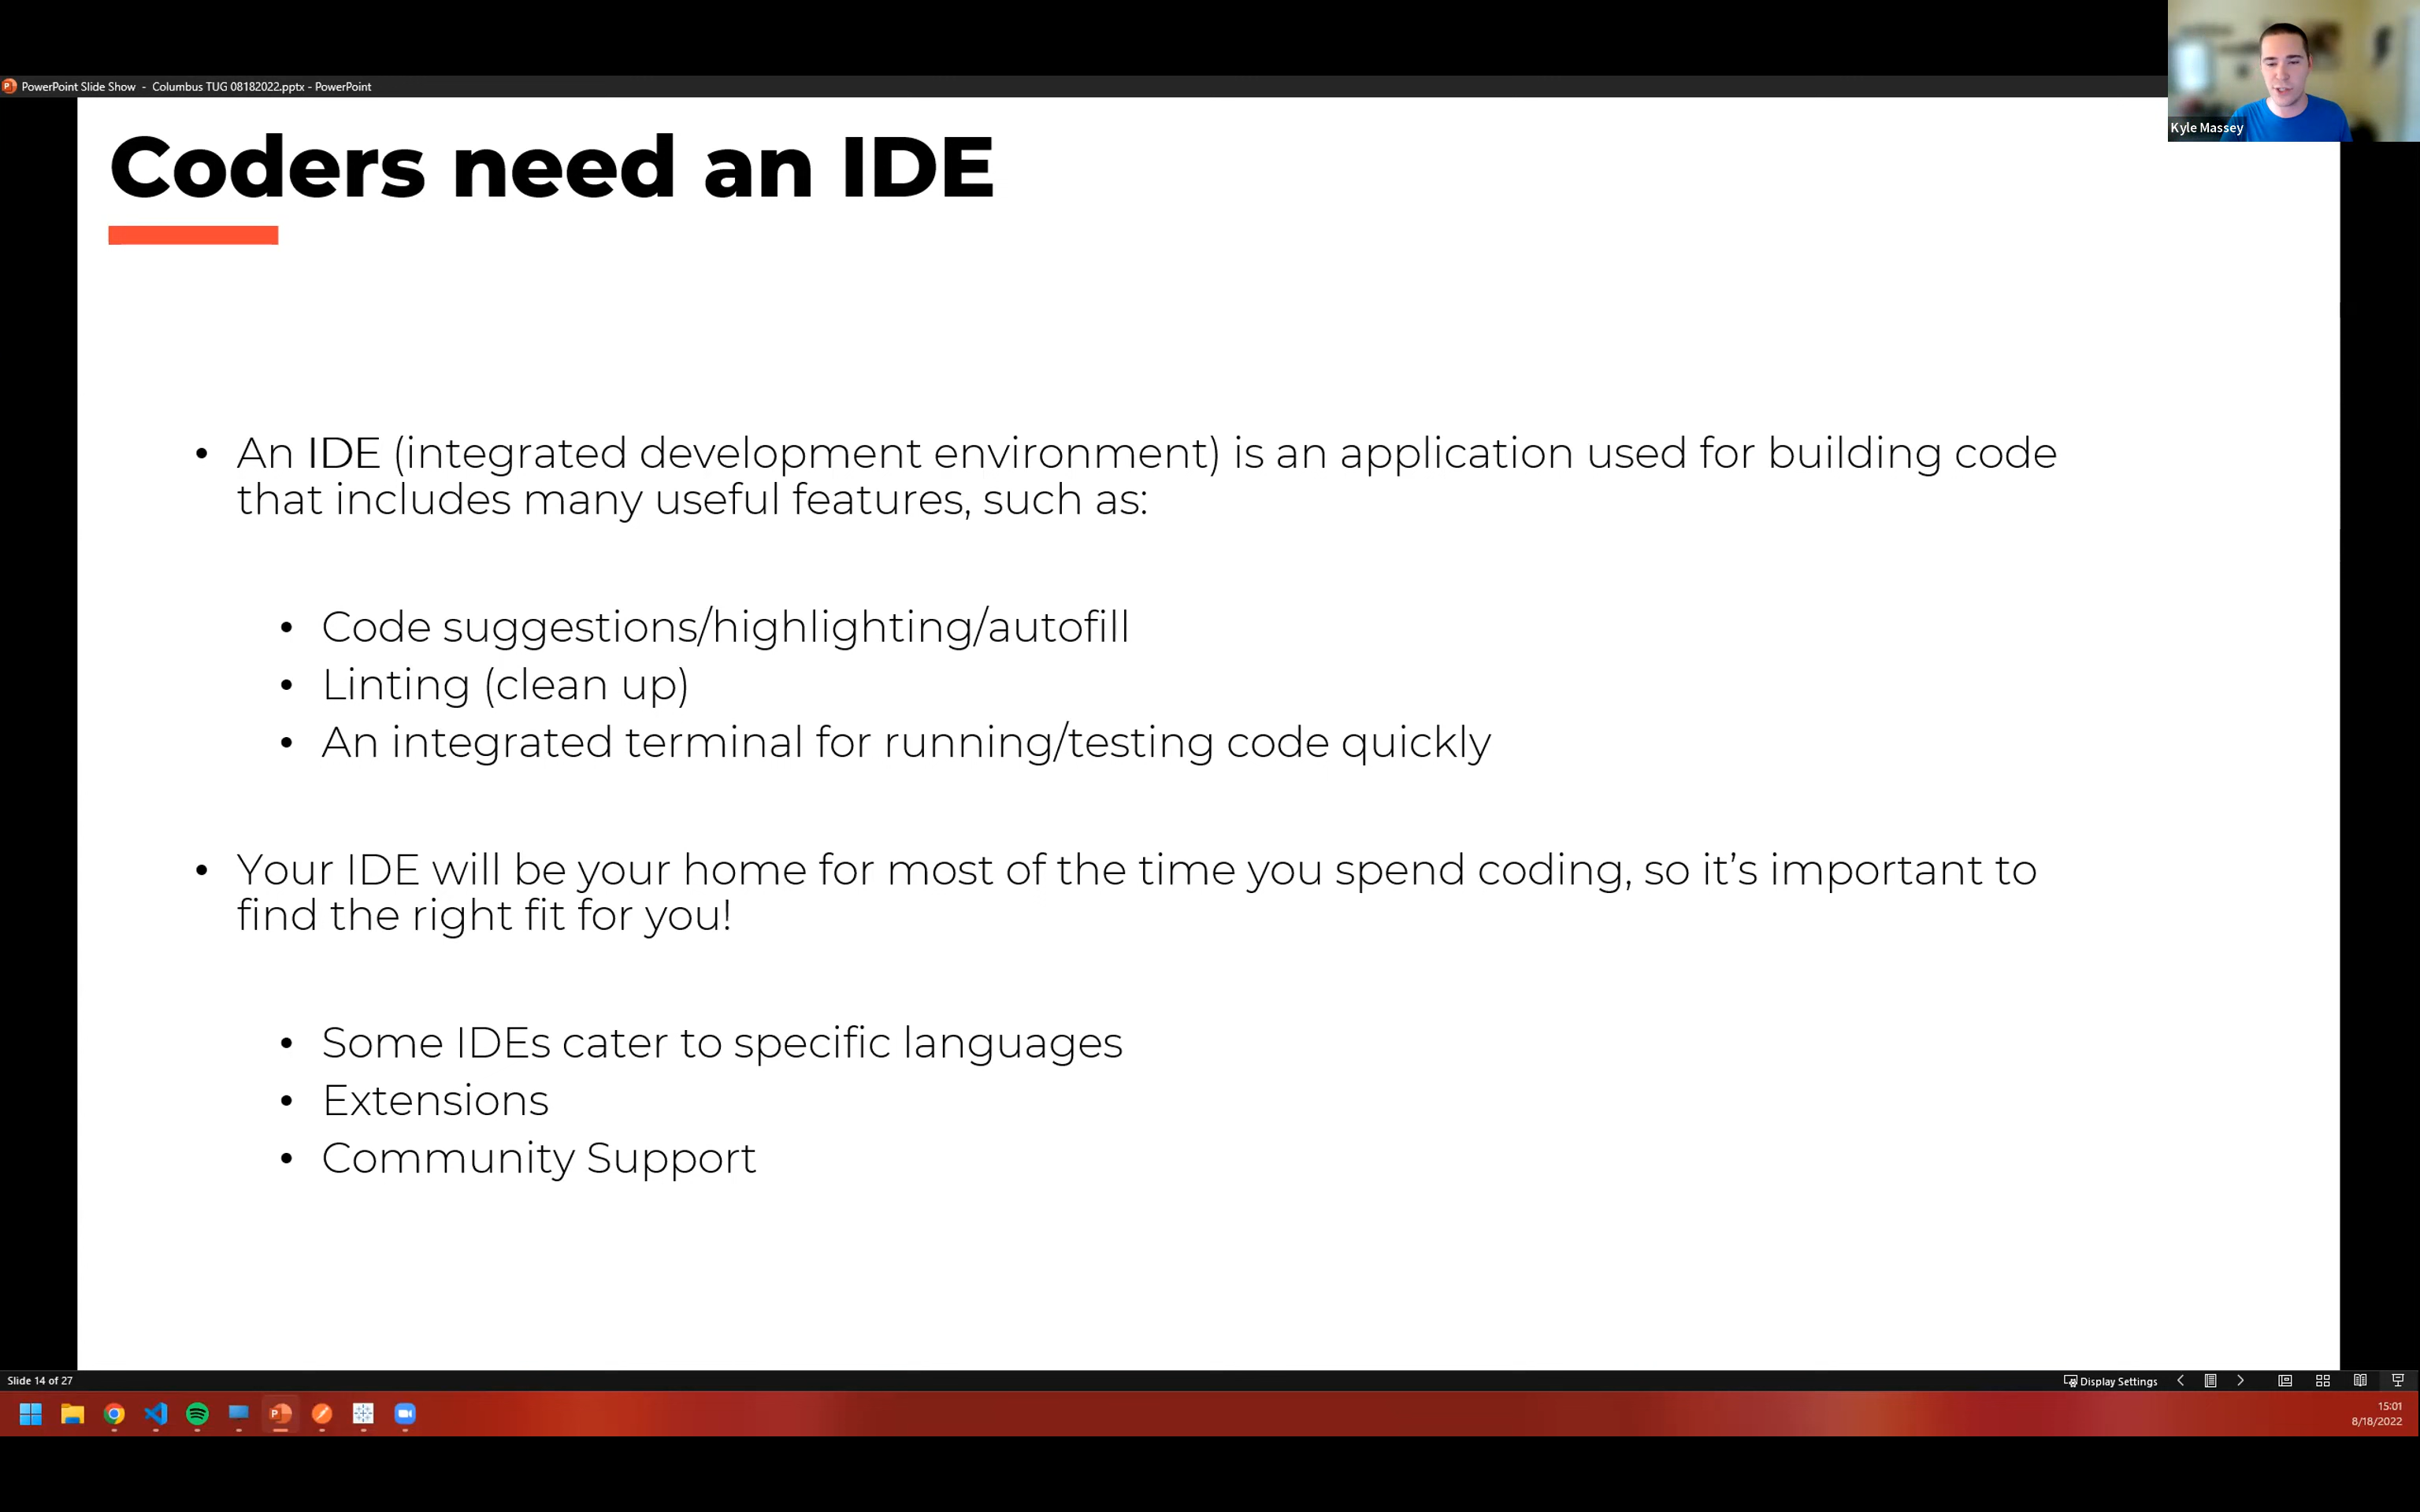 PowerPoint Slide Show - Columbus TUG 08182022.pptx - PowerPoint
Kyle Massey
Coders need an IDE
• An IDE (integrated development environment) is an application used for building code
that includes many useful features, such as:
• Code suggestions/highlighting/autofill
• Linting (clean up)
• An integrated terminal for running/testing code quickly
• Your IDE will be your home for most of the time you spend coding, so it’s important to
find the right fit for you!
• Some IDEs cater to specific languages
• Extensions
• Community Support
Slide 14 of 27
Display Settings
15:01
8/18/2022